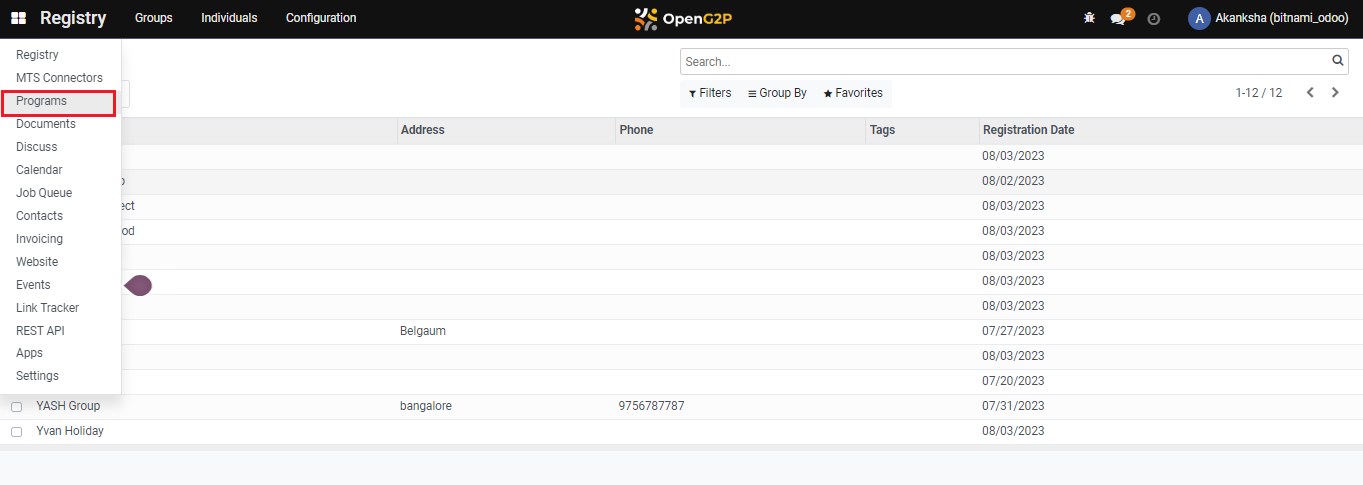 Registry Groups Individuals Configuration OpenG2P 2 A Akanksha (bitnami_odoo)
Registry
MTS Connectors
Programs
Documents
Discuss
Calendar
Job Queue
Contacts
Invoicing
Website
Events
Link Tracker
REST API
Apps
Settings
Search...
Filters Group By Favorites 1-12 / 12
Address Phone Tags Registration Date
08/03/2023
08/02/2023
ect 08/03/2023
od 08/03/2023
08/03/2023
08/03/2023
08/03/2023
Belgaum 07/27/2023
08/03/2023
07/20/2023
YASH Group bangalore 9756787787 07/31/2023
Yvan Holiday 08/03/2023